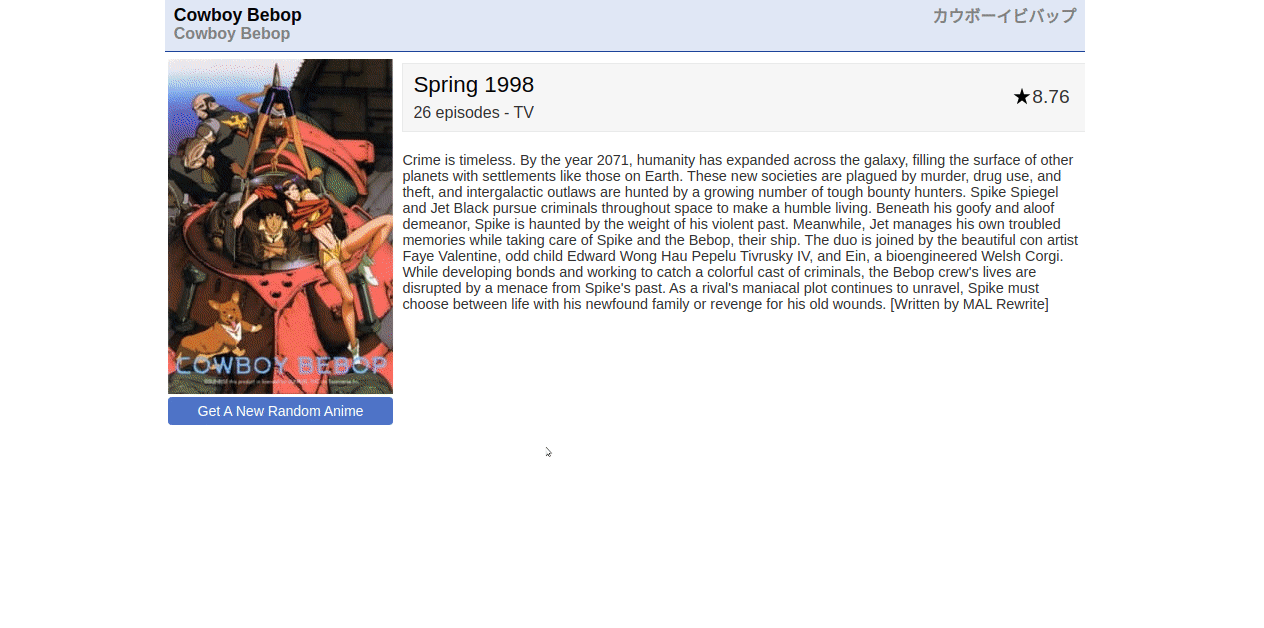 Cowboy Bebop
カウボーイビバップ
Cowboy Bebop
Spring 1998
26 episodes - TV
★8.76
Crime is timeless. By the year 2071, humanity has expanded across the galaxy, filling the surface of other
planets with settlements like those on Earth. These new societies are plagued by murder, drug use, and
theft, and intergalactic outlaws are hunted by a growing number of tough bounty hunters. Spike Spiegel
and Jet Black pursue criminals throughout space to make a humble living. Beneath his goofy and aloof
demeanor, Spike is haunted by the weight of his violent past. Meanwhile, Jet manages his own troubled
memories while taking care of Spike and the Bebop, their ship. The duo is joined by the beautiful con artist
Faye Valentine, odd child Edward Wong Hau Pepelu Tivrusky IV, and Ein, a bioengineered Welsh Corgi.
While developing bonds and working to catch a colorful cast of criminals, the Bebop crew's lives are
disrupted by a menace from Spike's past. As a rival's maniacal plot continues to unravel, Spike must
choose between life with his newfound family or revenge for his old wounds. [Written by MAL Rewrite]
COWBOY BEBOP
Get A New Random Anime